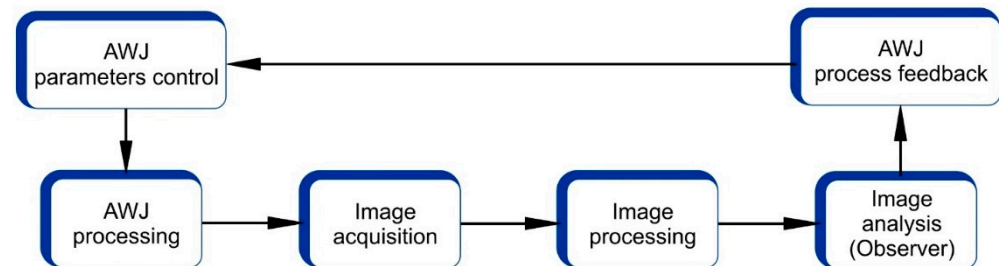 AWJ
parameters control
AWJ
process feedback
AWJ
processing
Image
acquisition
Image
processing
Image
analysis
(Observer)